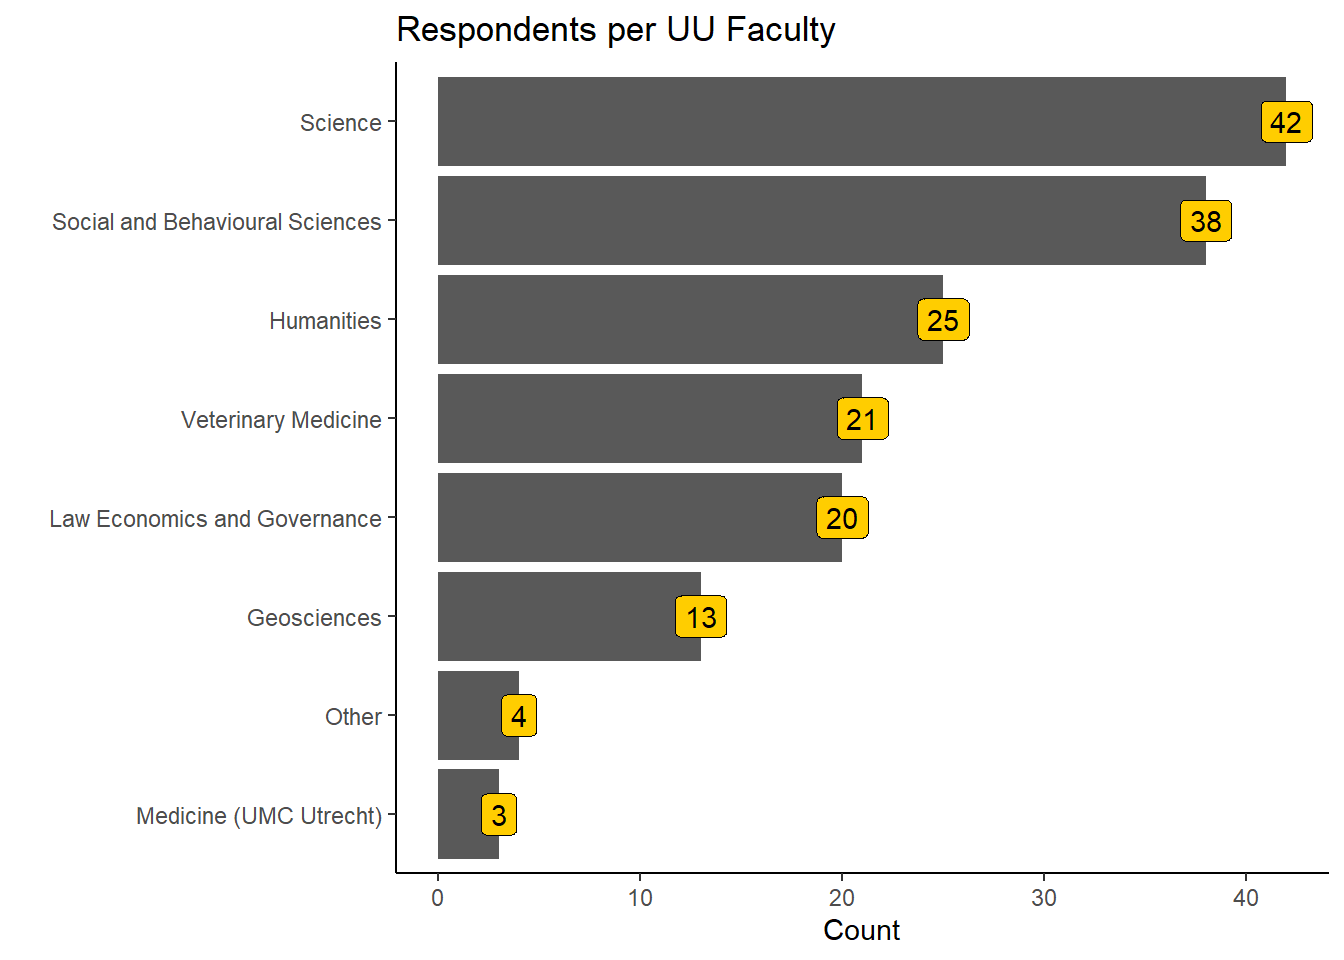 Respondents per UU Faculty
Science 42
Social and Behavioural Sciences 38
Humanities 25
Veterinary Medicine 21
Law Economics and Governance 20
Geosciences 13
Other 4
Medicine (UMC Utrecht) 3
0 10 20 30 40
Count